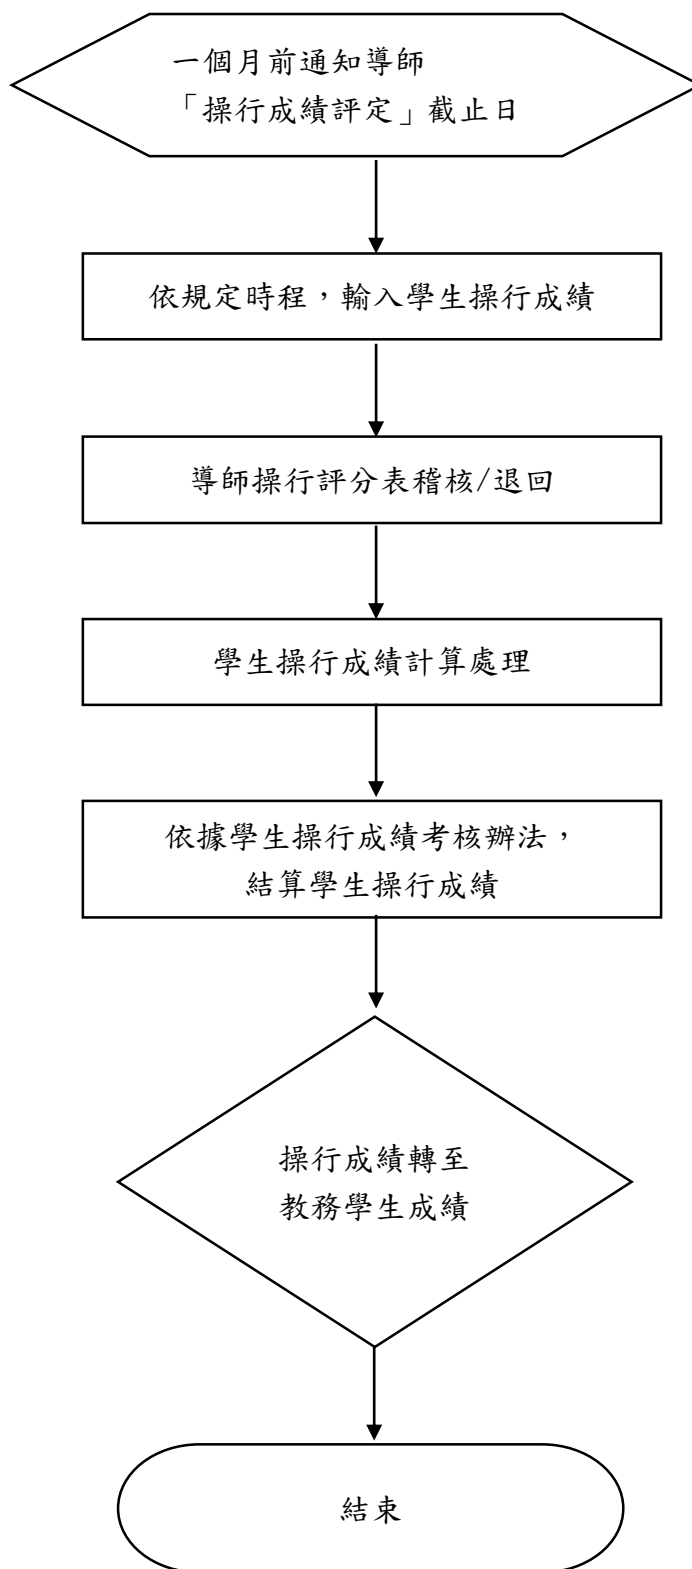 一個月前通知導師
「操行成績評定」截止日
依規定時程，輸入學生操行成績
導師操行評分表稽核/退回
學生操行成績計算處理
依據學生操行成績考核辦法，
結算學生操行成績
操行成績轉至
教務學生成績
結束